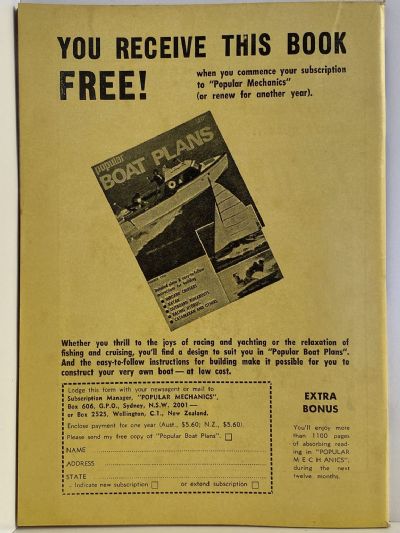 YOU RECEIVE THIS BOOK
FREE!
when you commence your subscription
to "Popular Mechanics"
(or renew for another year).
popular
BOAT PLANS
Whether you thrill to the joys of racing and yachting or the relaxation of
fishing and cruising, you'll find a design to suit you in "Popular Boat Plans".
And the easy-to-follow instructions for building make it possible for you to
construct your very own boat — at low cost.
Lodge this form with your newsagent or mail to
Subscription Manager, "POPULAR MECHANICS",
Box 606, G.P.O., Sydney, N.S.W. 2001 —
or Box 2525, Wellington, C.1., New Zealand.
Enclose payment for one year (Aust., $5.60; N.Z., $5.60).
Please send my free copy of "Popular Boat Plans".
NAME
ADDRESS
STATE
Indicate new subscription or extend subscription
EXTRA
BONUS
You'll enjoy more
than 1100 pages
of absorbing read-
ing in "POPULAR
MECHANICS".
during the next
twelve months.